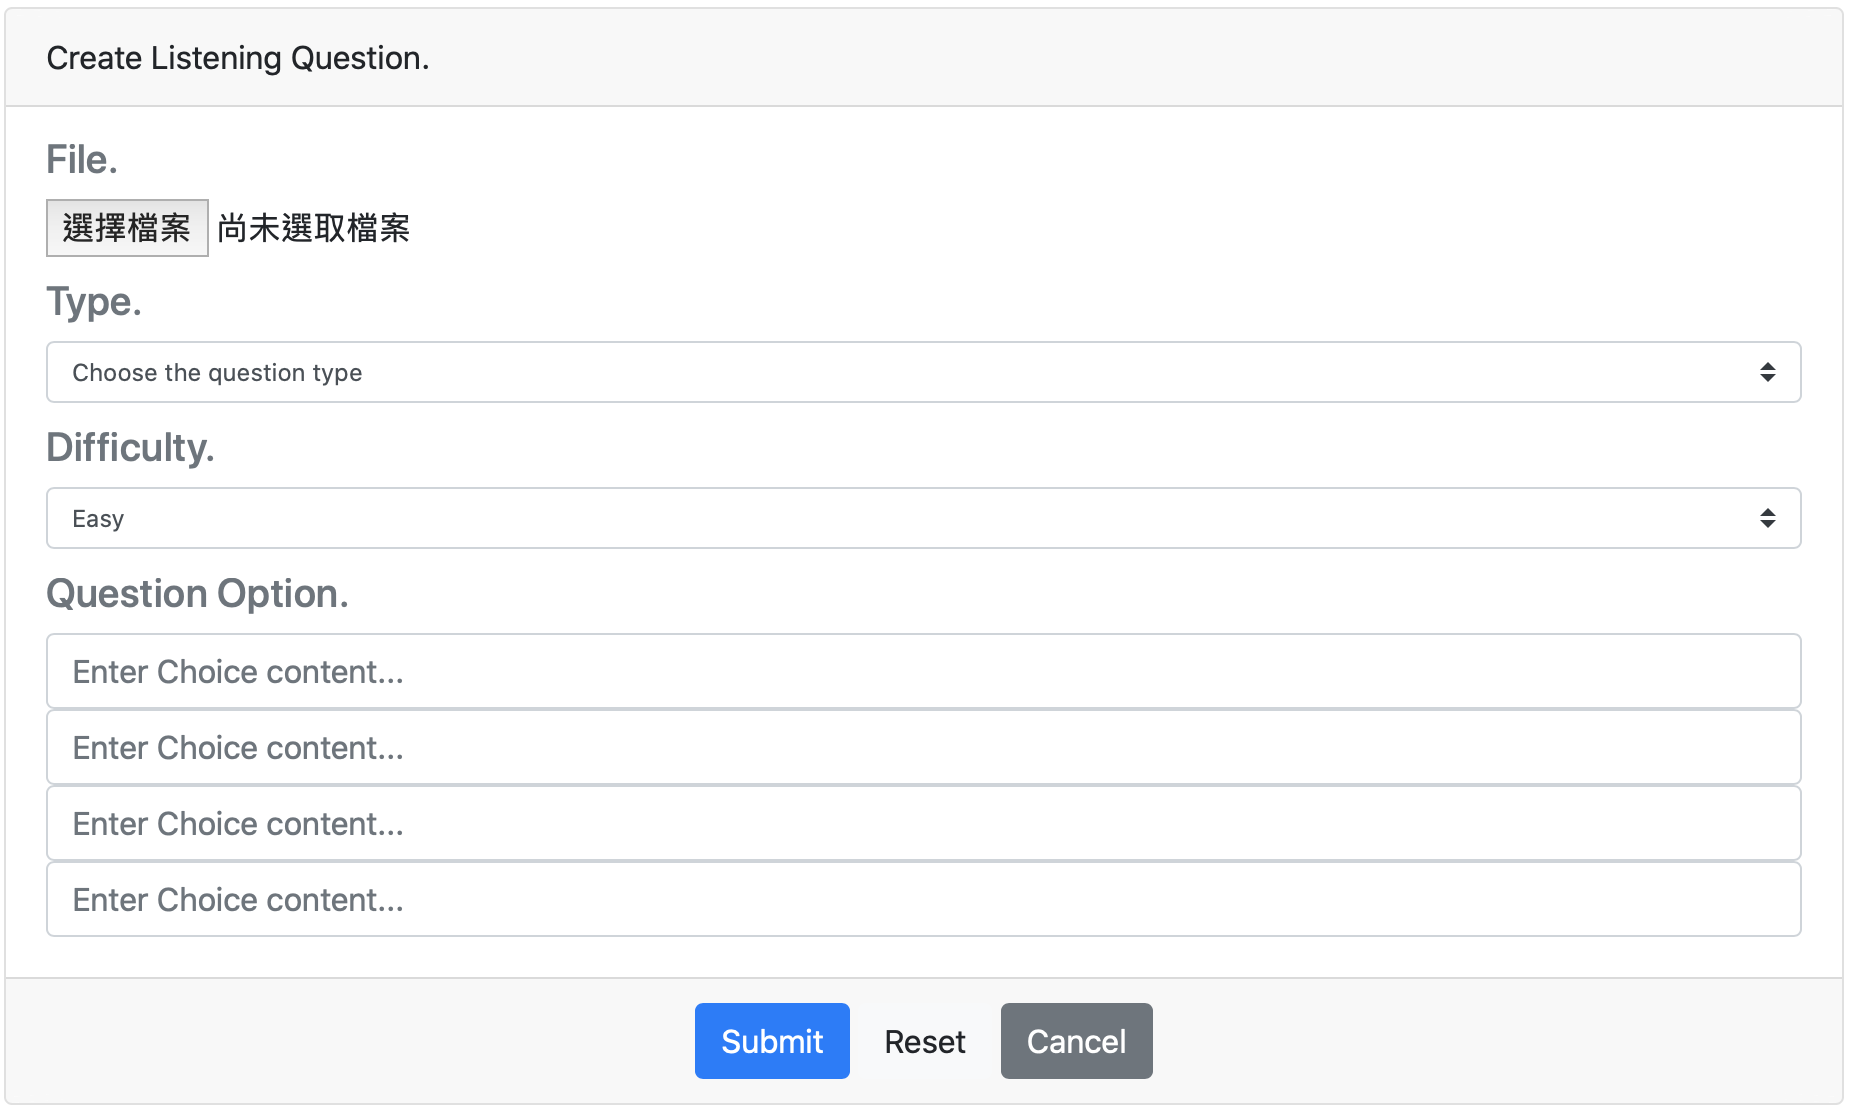 Create Listening Question.
File.
選擇檔案 尚未選取檔案
Type.
Choose the question type
Difficulty.
Easy
Question Option.
Enter Choice content...
Enter Choice content...
Enter Choice content...
Enter Choice content...
Submit Reset Cancel